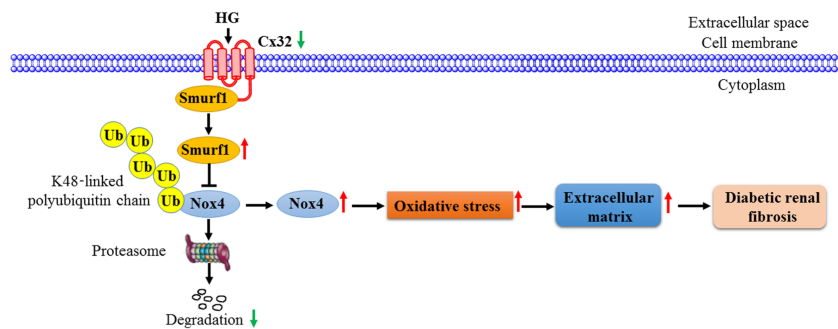 HG
Cx32
Extracellular space
Cell membrane
Cytoplasm
Smurf1
Smurf1
Ub
Ub
Ub
Ub
Ub
K48-linked
polyubiquitin chain
Nox4
Nox4
Oxidative stress
Extracellular
matrix
Diabetic renal
fibrosis
Proteasome
Degradation